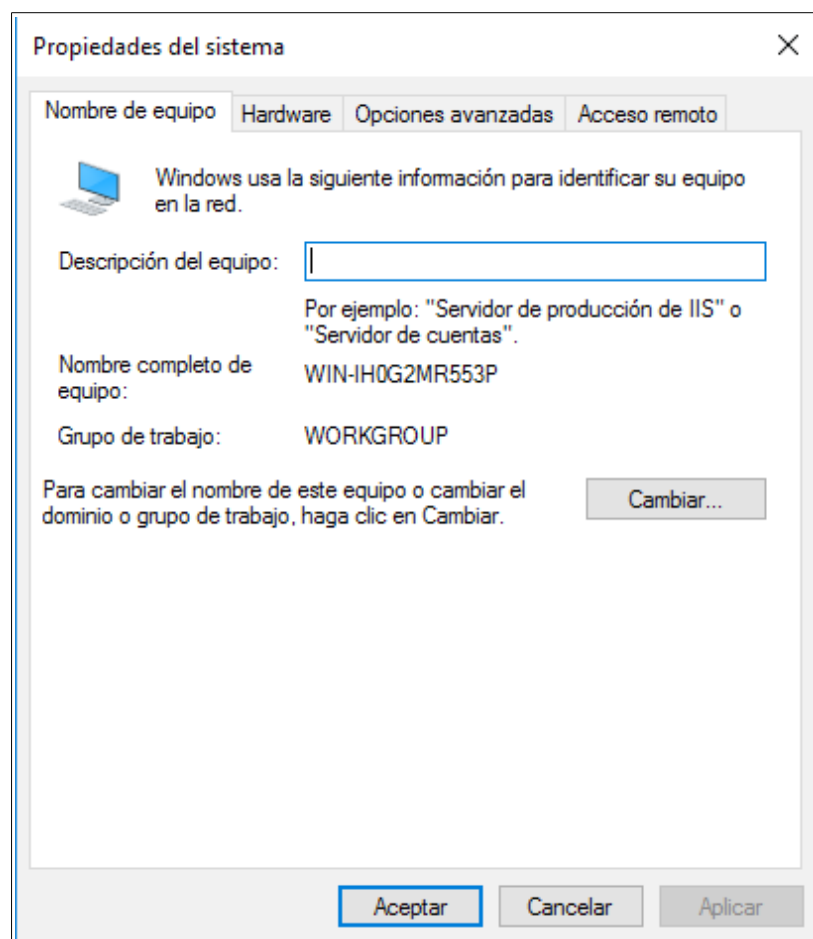 Propiedades del sistema
Nombre de equipo Hardware Opciones avanzadas Acceso remoto
Windows usa la siguiente información para identificar su equipo
en la red.
Descripción del equipo:
Por ejemplo: "Servidor de producción de IIS" o
"Servidor de cuentas".
Nombre completo de
equipo:
WIN-IH0G2MR553P
Grupo de trabajo: WORKGROUP
Para cambiar el nombre de este equipo o cambiar el
dominio o grupo de trabajo, haga clic en Cambiar.
Cambiar...
Aceptar Cancelar Aplicar